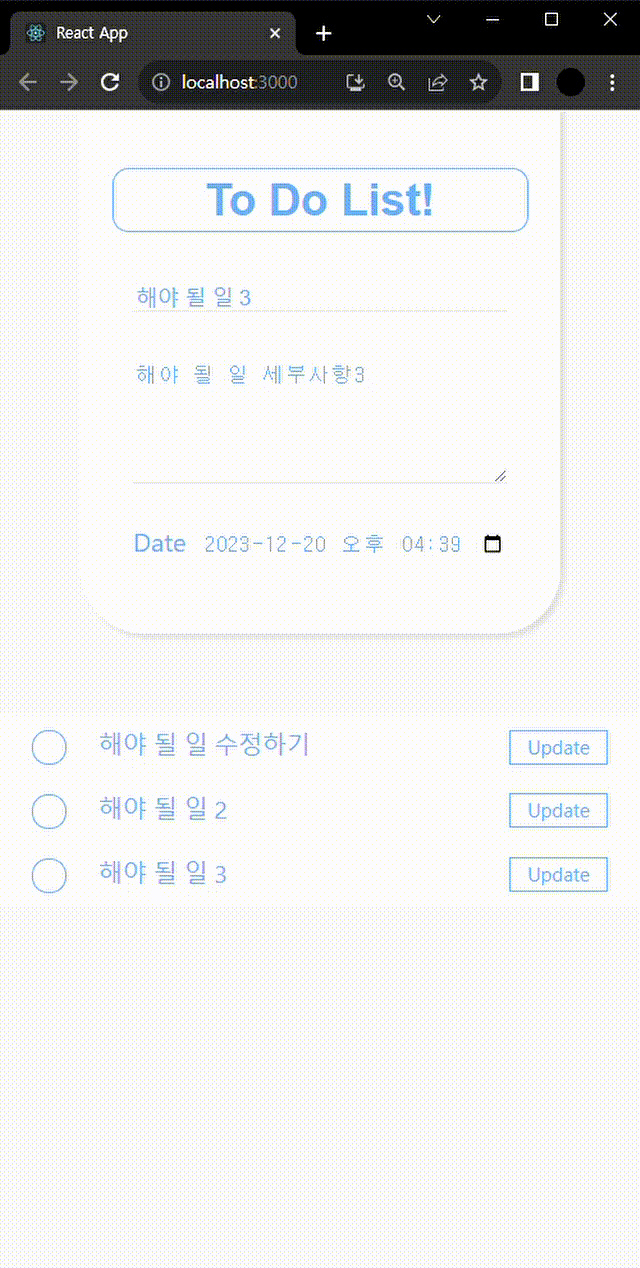 React App
localhost:3000
To Do List!
해야 될 일 3
해야 될 일 세부사항3
Date 2023-12-20 오후 04:39
해야 될 일 수정하기 Update
해야 될 일 2 Update
해야 될 일 3 Update